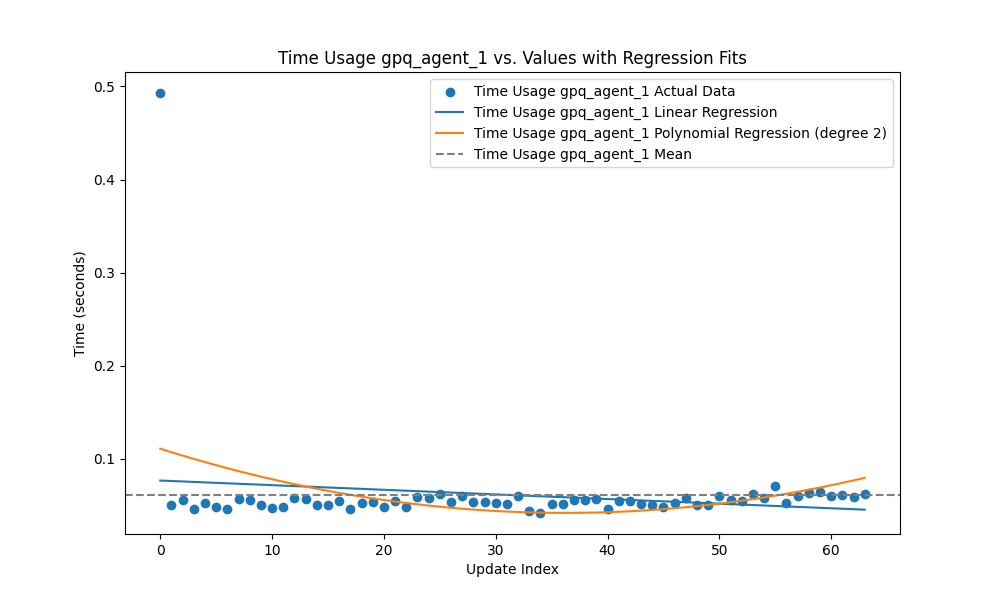 Time Usage gpq_agent_1 vs. Values with Regression Fits
Time Usage gpq_agent_1 Actual Data
Time Usage gpq_agent_1 Linear Regression
Time Usage gpq_agent_1 Polynomial Regression (degree 2)
Time Usage gpq_agent_1 Mean
Time (seconds)
0.5
0.4
0.3
0.2
0.1
0 10 20 30 40 50 60
Update Index